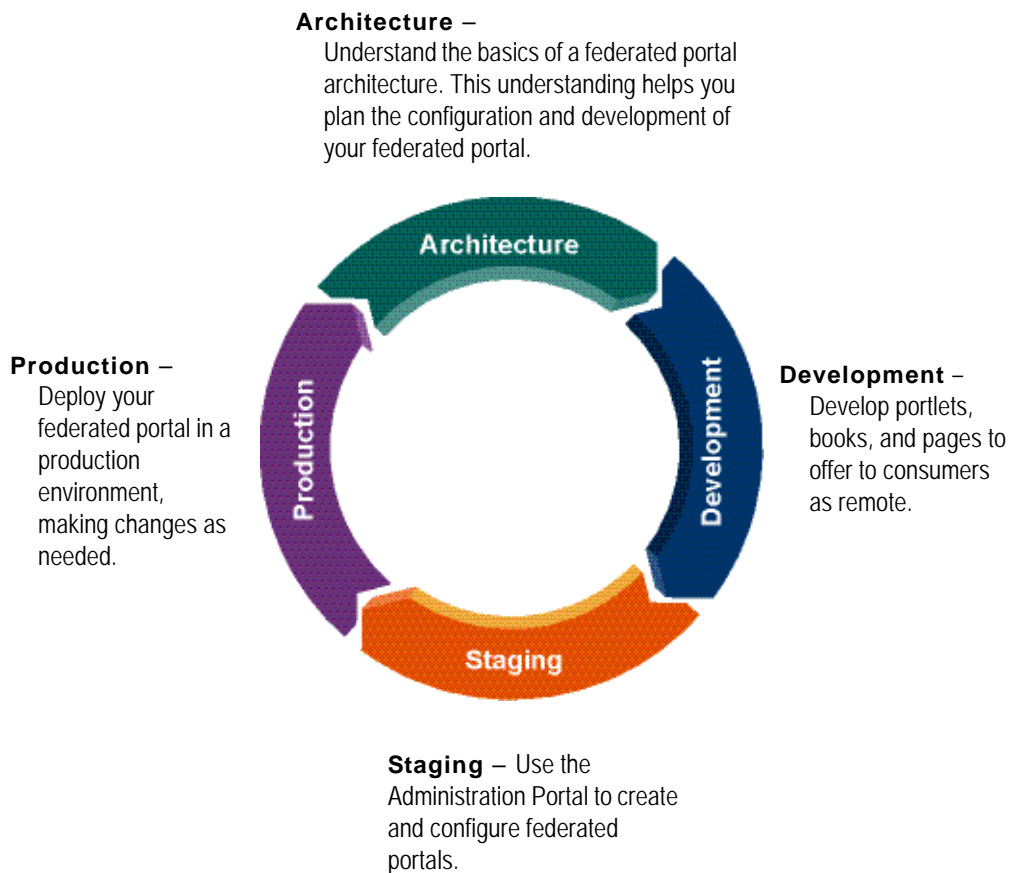 Architecture –
Understand the basics of a federated portal
architecture. This understanding helps you
plan the configuration and development of
your federated portal.
Architecture
Production –
Deploy your
federated portal in a
production
environment,
making changes as
needed.
Production
Development
Development –
Develop portlets,
books, and pages to
offer to consumers
as remote.
Staging
Staging – Use the
Administration Portal to create
and configure federated
portals.